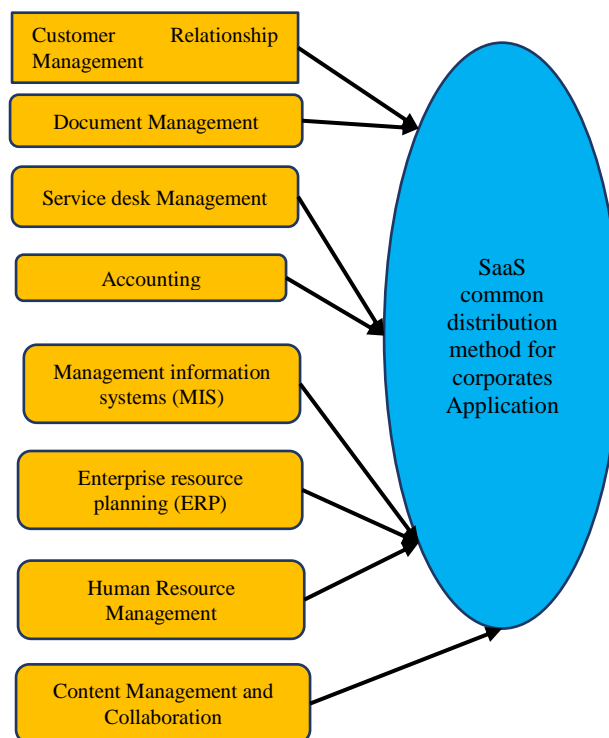 Customer Relationship
Management
Document Management
Service desk Management
Accounting
Management information
systems (MIS)
Enterprise resource
planning (ERP)
Human Resource
Management
Content Management and
Collaboration
SaaS
common
distribution
method for
corporates
Application